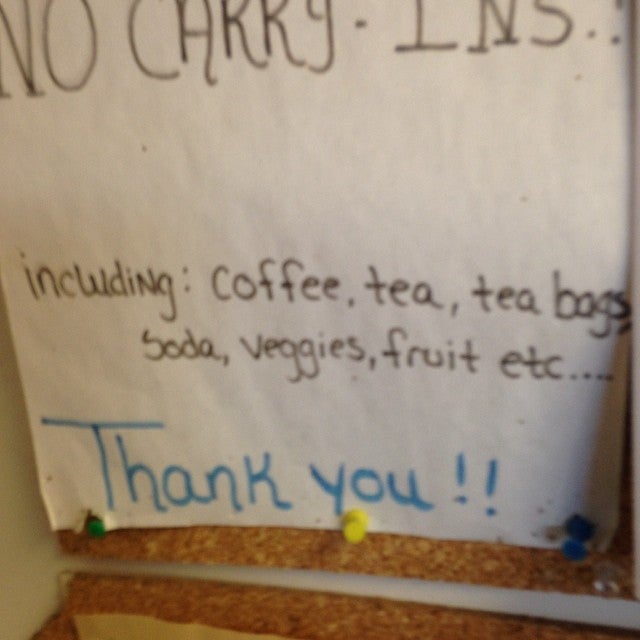 NO CARRY-INS.!
including: Coffee, tea, tea bags,
soda, veggies, fruit etc....
Thank you!!